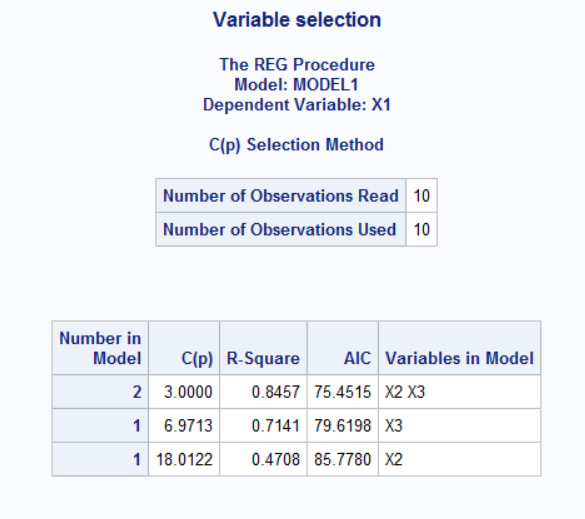 Variable selection
The REG Procedure
Model: MODEL1
Dependent Variable: X1
C(p) Selection Method
Number of Observations Read 10
Number of Observations Used 10
Number in
Model C(p) R-Square AIC Variables in Model
2 3.0000 0.8457 75.4515 X2 X3
1 6.9713 0.7141 79.6198 X3
1 18.0122 0.4708 85.7780 X2